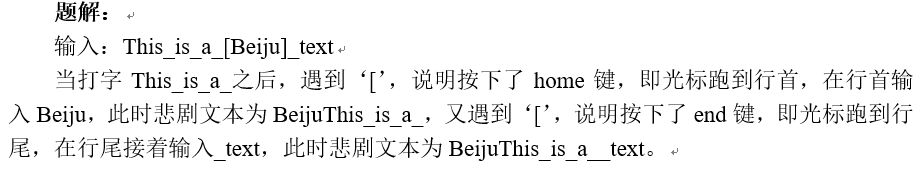 题解：
输入：This_is_a_[Beiju]_text
当打字 This_is_a_之后，遇到‘[’，说明按下了 home 键，即光标跑到行首，在行首输
入 Beiju，此时悲剧文本为 BeijuThis_is_a_，又遇到‘[’，说明按下了 end 键，即光标跑到行
尾，在行尾接着输入_text，此时悲剧文本为 BeijuThis_is_a__text。